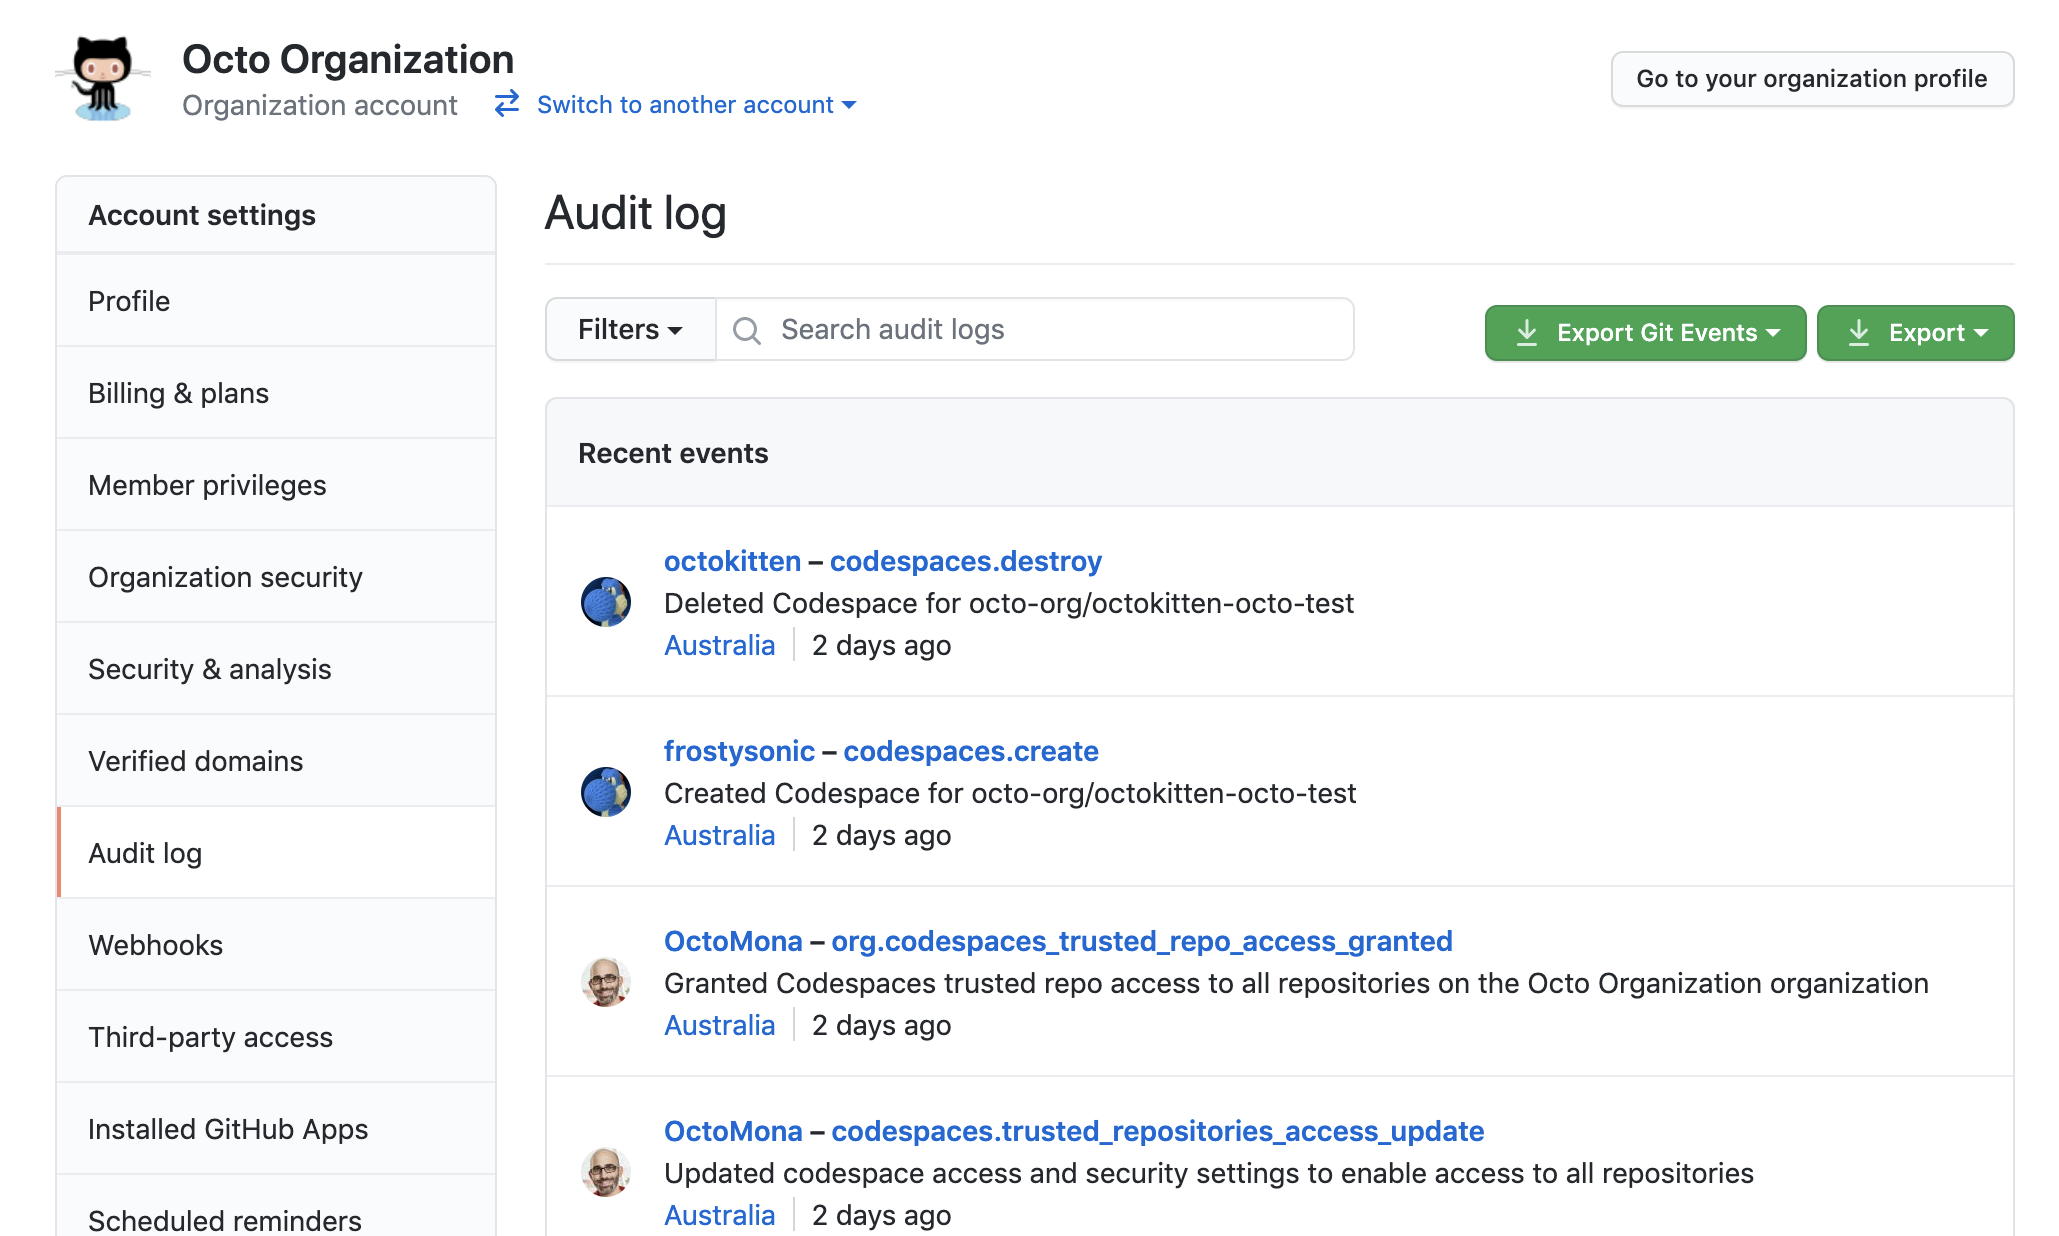 Octo Organization
Organization account
Switch to another account
Go to your organization profile
Account settings
Profile
Billing & plans
Member privileges
Organization security
Security & analysis
Verified domains
Audit log
Webhooks
Third-party access
Installed GitHub Apps
Scheduled reminders
Audit log
Filters
Search audit logs
Export Git Events
Export
Recent events
octokitten – codespaces.destroy
Deleted Codespace for octo-org/octokitten-octo-test
Australia 2 days ago
frostysonic – codespaces.create
Created Codespace for octo-org/octokitten-octo-test
Australia 2 days ago
OctoMona – org.codespaces_trusted_repo_access_granted
Granted Codespaces trusted repo access to all repositories on the Octo Organization organization
Australia 2 days ago
OctoMona – codespaces.trusted_repositories_access_update
Updated codespace access and security settings to enable access to all repositories
Australia 2 days ago